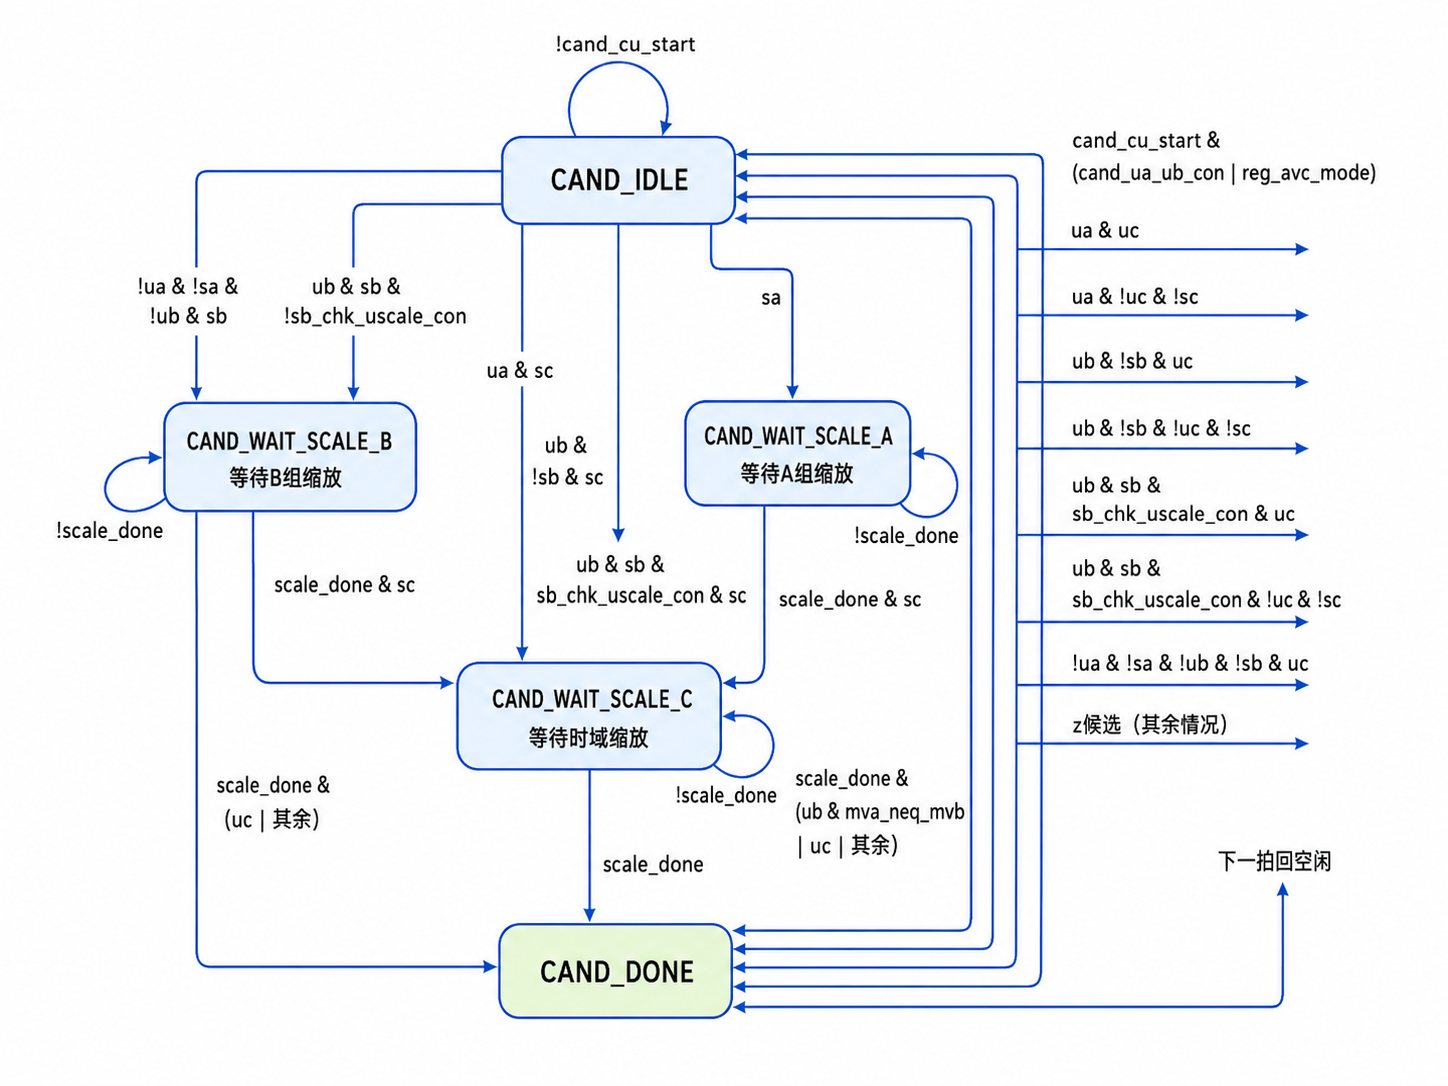 !cand_cu_start
CAND_IDLE
cand_cu_start &
(cand_ua_ub_con | reg_avc_mode)
ua & uc
ua & !uc & !sc
ub & !sb & uc
ub & !sb & !uc & !sc
ub & sb &
sb_chk_uscale_con & uc
ub & sb &
sb_chk_uscale_con & !uc & !sc
!ua & !sa & !ub & !sb & uc
z候选（其余情况）
!ua & !sa &
!ub & sb
ub & sb &
!sb_chk_uscale_con
ua & sc
ub &
!sb & sc
sa
CAND_WAIT_SCALE_B
等待B组缩放
!scale_done
CAND_WAIT_SCALE_A
等待A组缩放
!scale_done
ub & sb &
sb_chk_uscale_con & sc
scale_done & sc
scale_done & sc
CAND_WAIT_SCALE_C
等待时域缩放
!scale_done
scale_done &
(uc | 其余)
scale_done &
(ub & mva_neq_mvb
| uc | 其余)
scale_done
CAND_DONE
下一拍回空闲